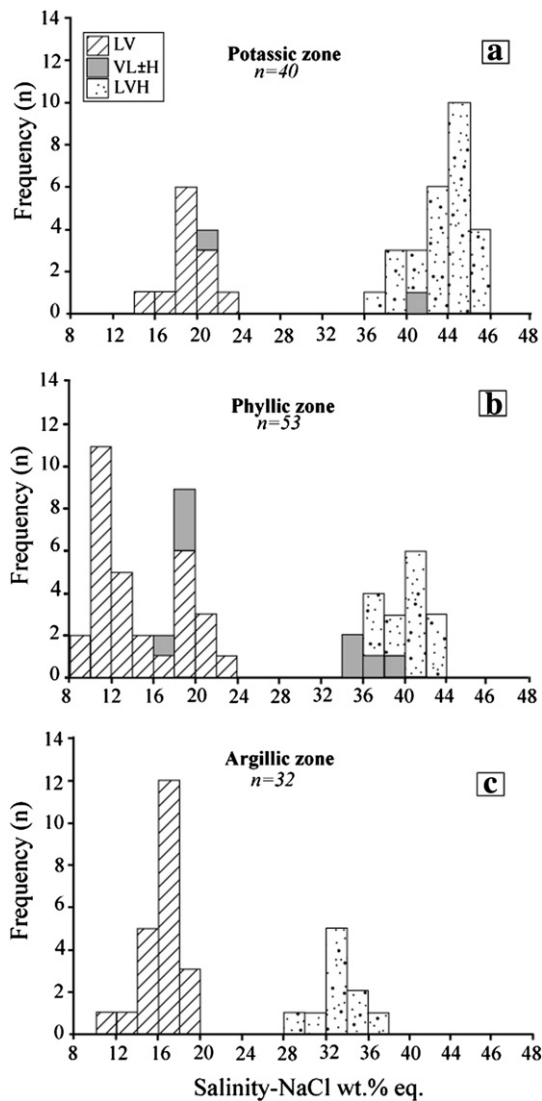 14
LV
VL±H
LVH
Potassic zone
n=40
a
12
10
8
6
4
2
0
Frequency (n)
8 12 16 20 24 28 32 36 40 44 48
14
Phyllic zone
n=53
b
12
10
8
6
4
2
0
Frequency (n)
8 12 16 20 24 28 32 36 40 44 48
14
Argillic zone
n=32
c
12
10
8
6
4
2
0
Frequency (n)
8 12 16 20 24 28 32 36 40 44 48
Salinity-NaCl wt.% eq.